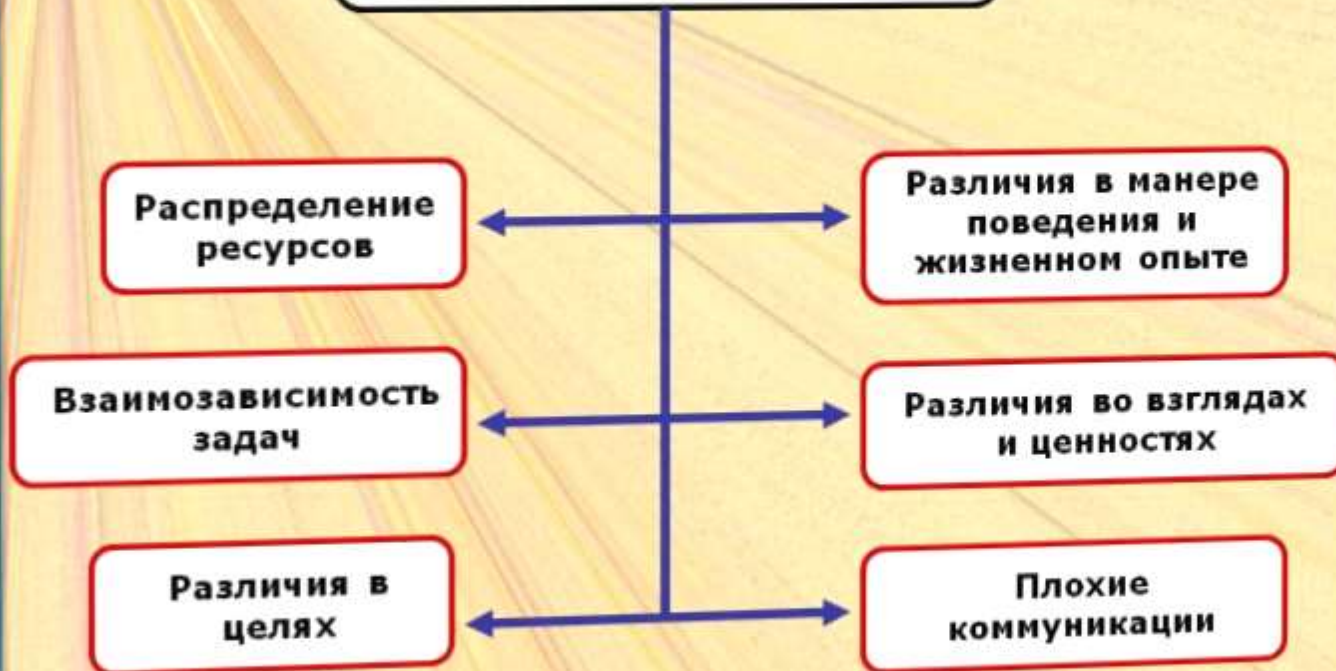 Распределение
ресурсов
Различия в манере
поведения и
жизненном опыте
Взаимозависимость
задач
Различия во взглядах
и ценностях
Различия в
целях
Плохие
коммуникации